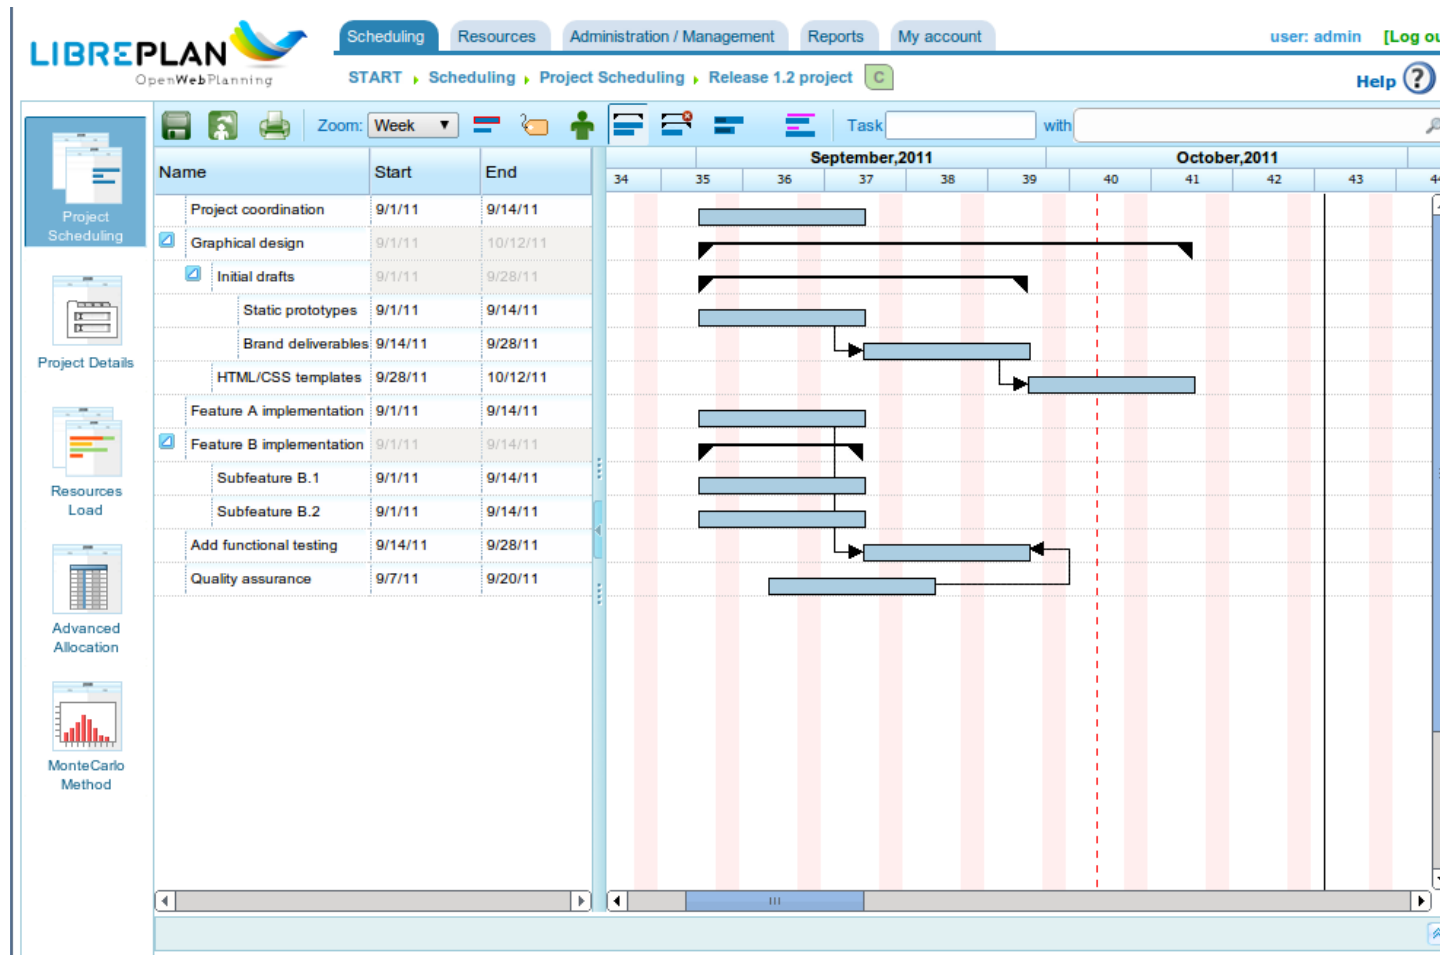 LIBREPLAN
OpenWebPlanning
Scheduling Resources Administration / Management Reports My account
user: admin [Log ou
START Scheduling Project Scheduling Release 1.2 project C
Help ?
Zoom: Week Task with
Project
Scheduling
Project Details
Resources
Load
Advanced
Allocation
MonteCarlo
Method
Name Start End
Project coordination 9/1/11 9/14/11
Graphical design 9/1/11 10/12/11
Initial drafts 9/1/11 9/28/11
Static prototypes 9/1/11 9/14/11
Brand deliverables 9/14/11 9/28/11
HTML/CSS templates 9/28/11 10/12/11
Feature A implementation 9/1/11 9/14/11
Feature B implementation 9/1/11 9/14/11
Subfeature B.1 9/1/11 9/14/11
Subfeature B.2 9/1/11 9/14/11
Add functional testing 9/14/11 9/28/11
Quality assurance 9/7/11 9/20/11
September,2011 October,2011
34 35 36 37 38 39 40 41 42 43 44